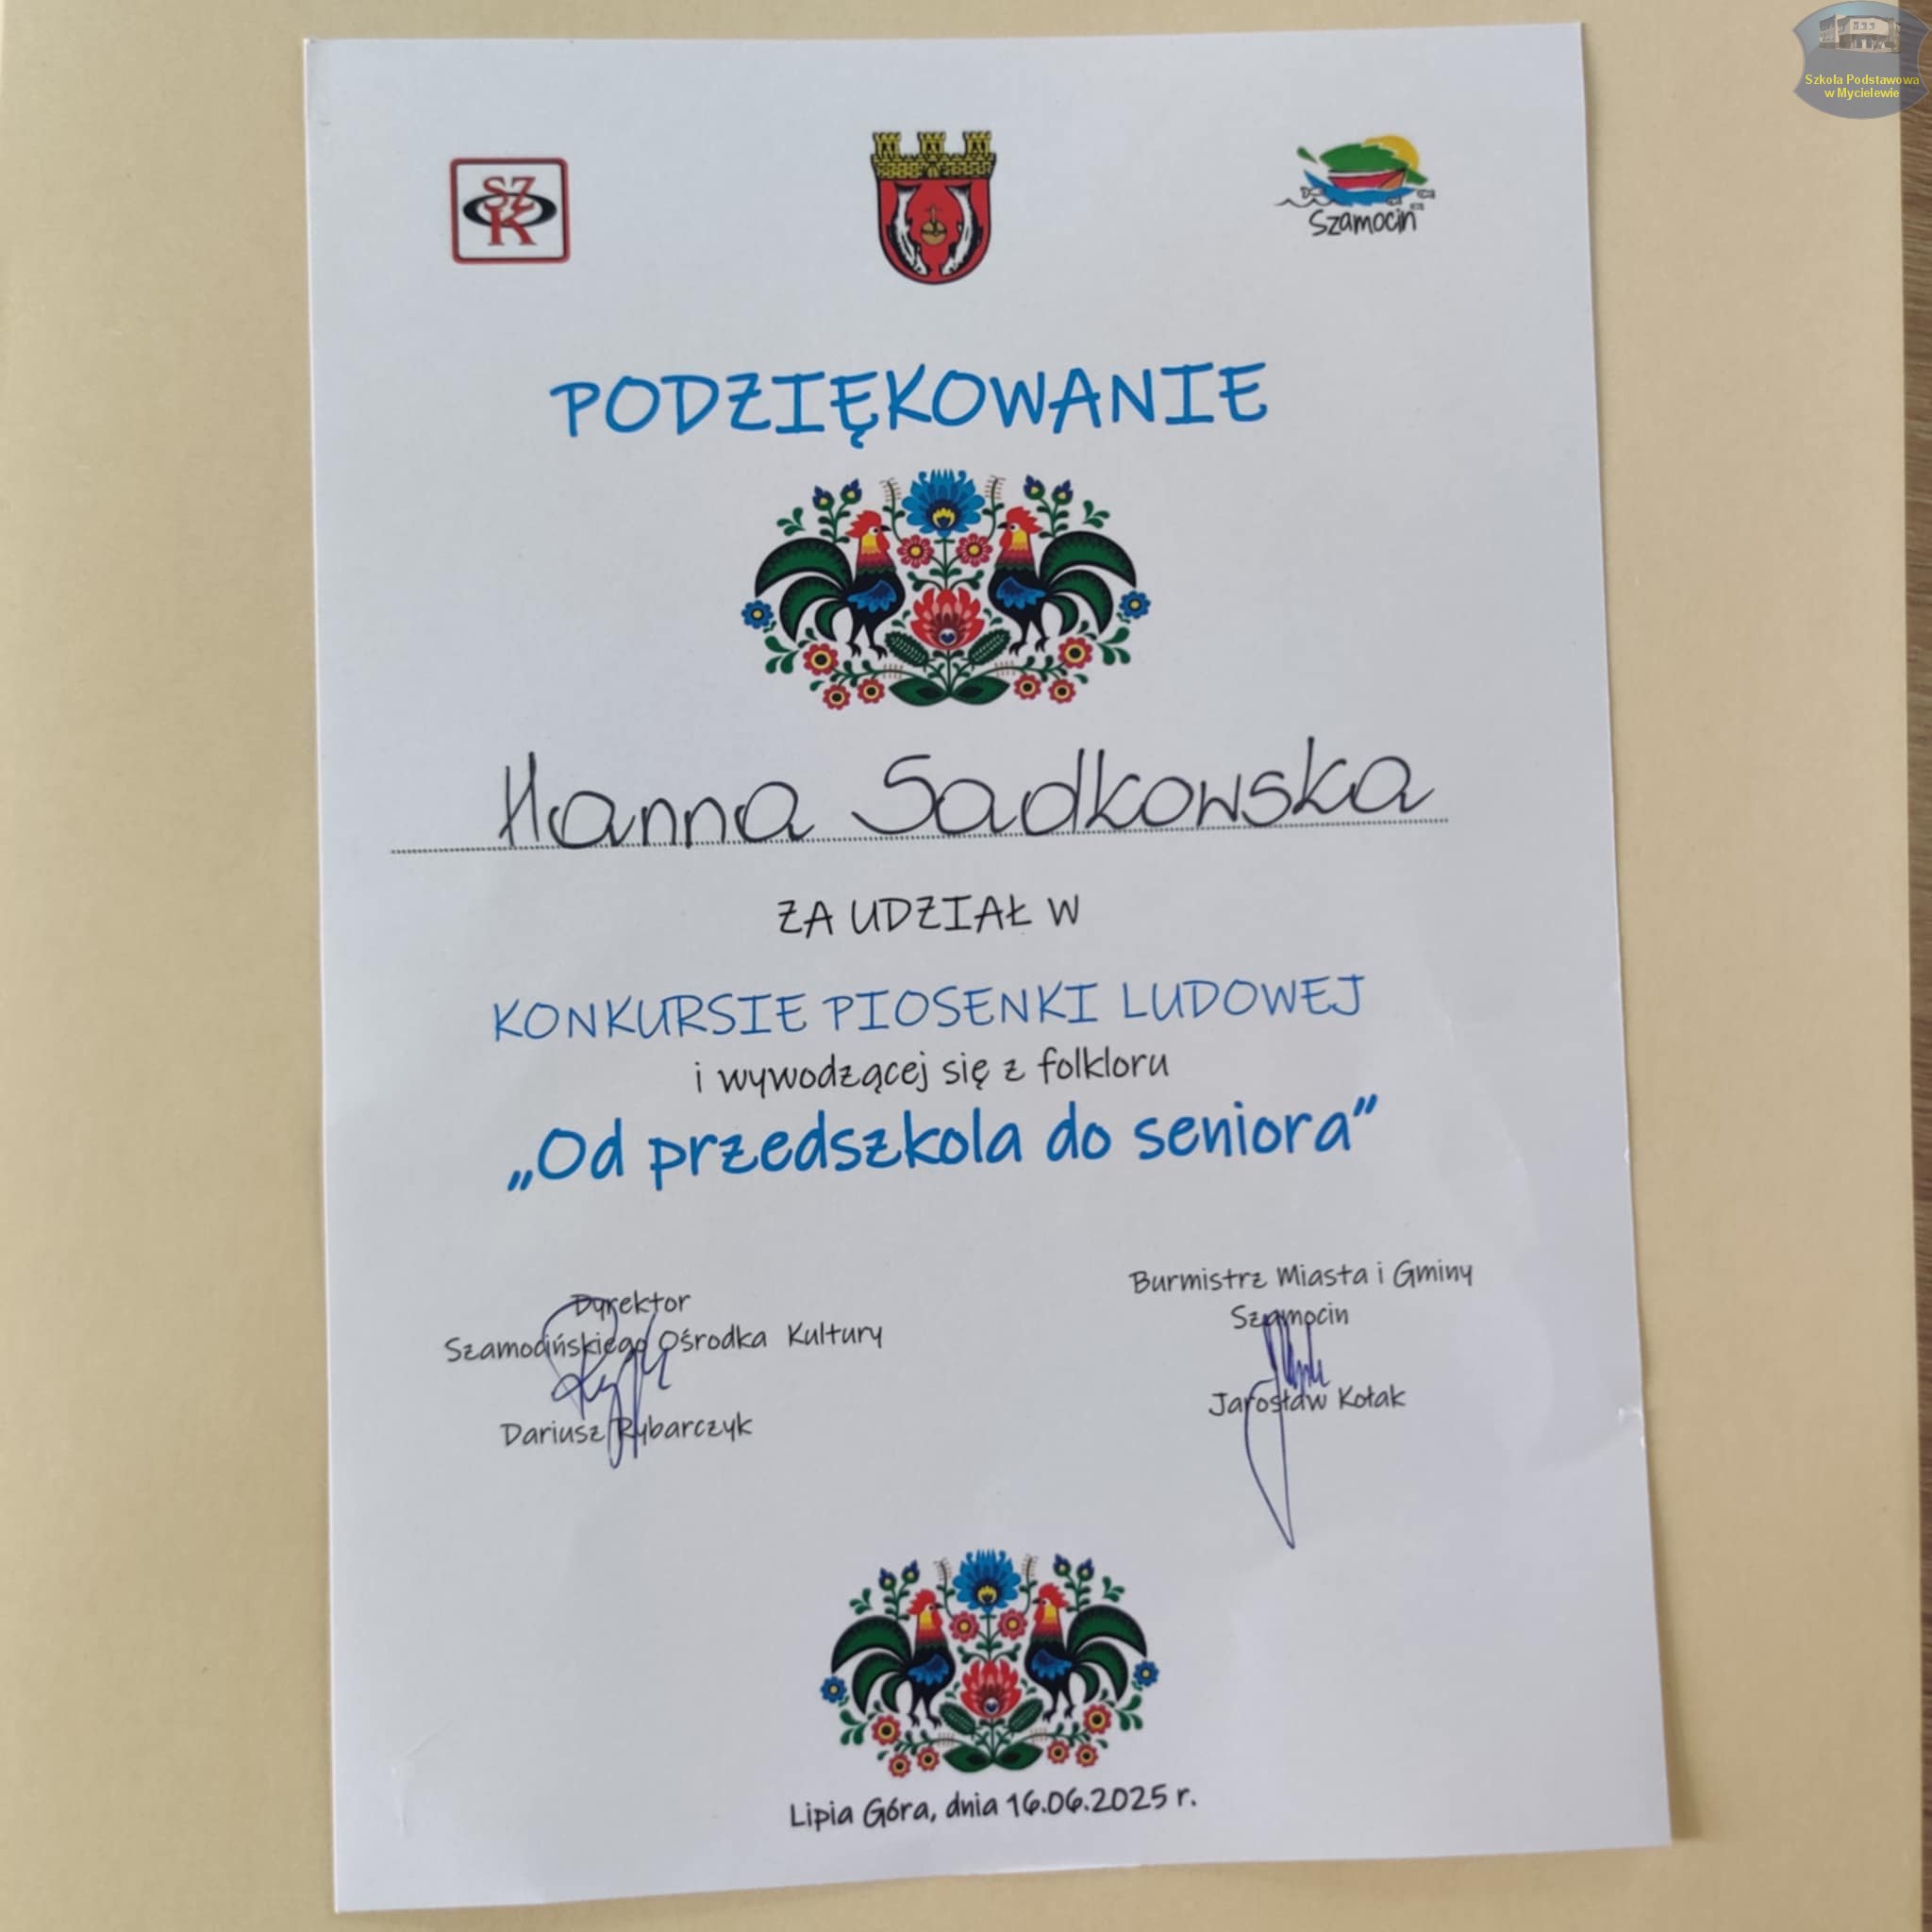 Szkoła Podstawowa
w Mycielewie
SZ
K
Szamocin
PODZIĘKOWANIE
Hanna Sadkowska
ZA UDZIAŁ W
KONKURSIE PIOSENKI LUDOWEJ
i wywodzącej się z folkloru
„Od przedszkola do seniora”
Dyrektor
Szamocińskiego Ośrodka Kultury
Dariusz Rybarczyk
Burmistrz Miasta i Gminy
Szamocin
Jarosław Kołak
Lipia Góra, dnia 16.06.2025 r.